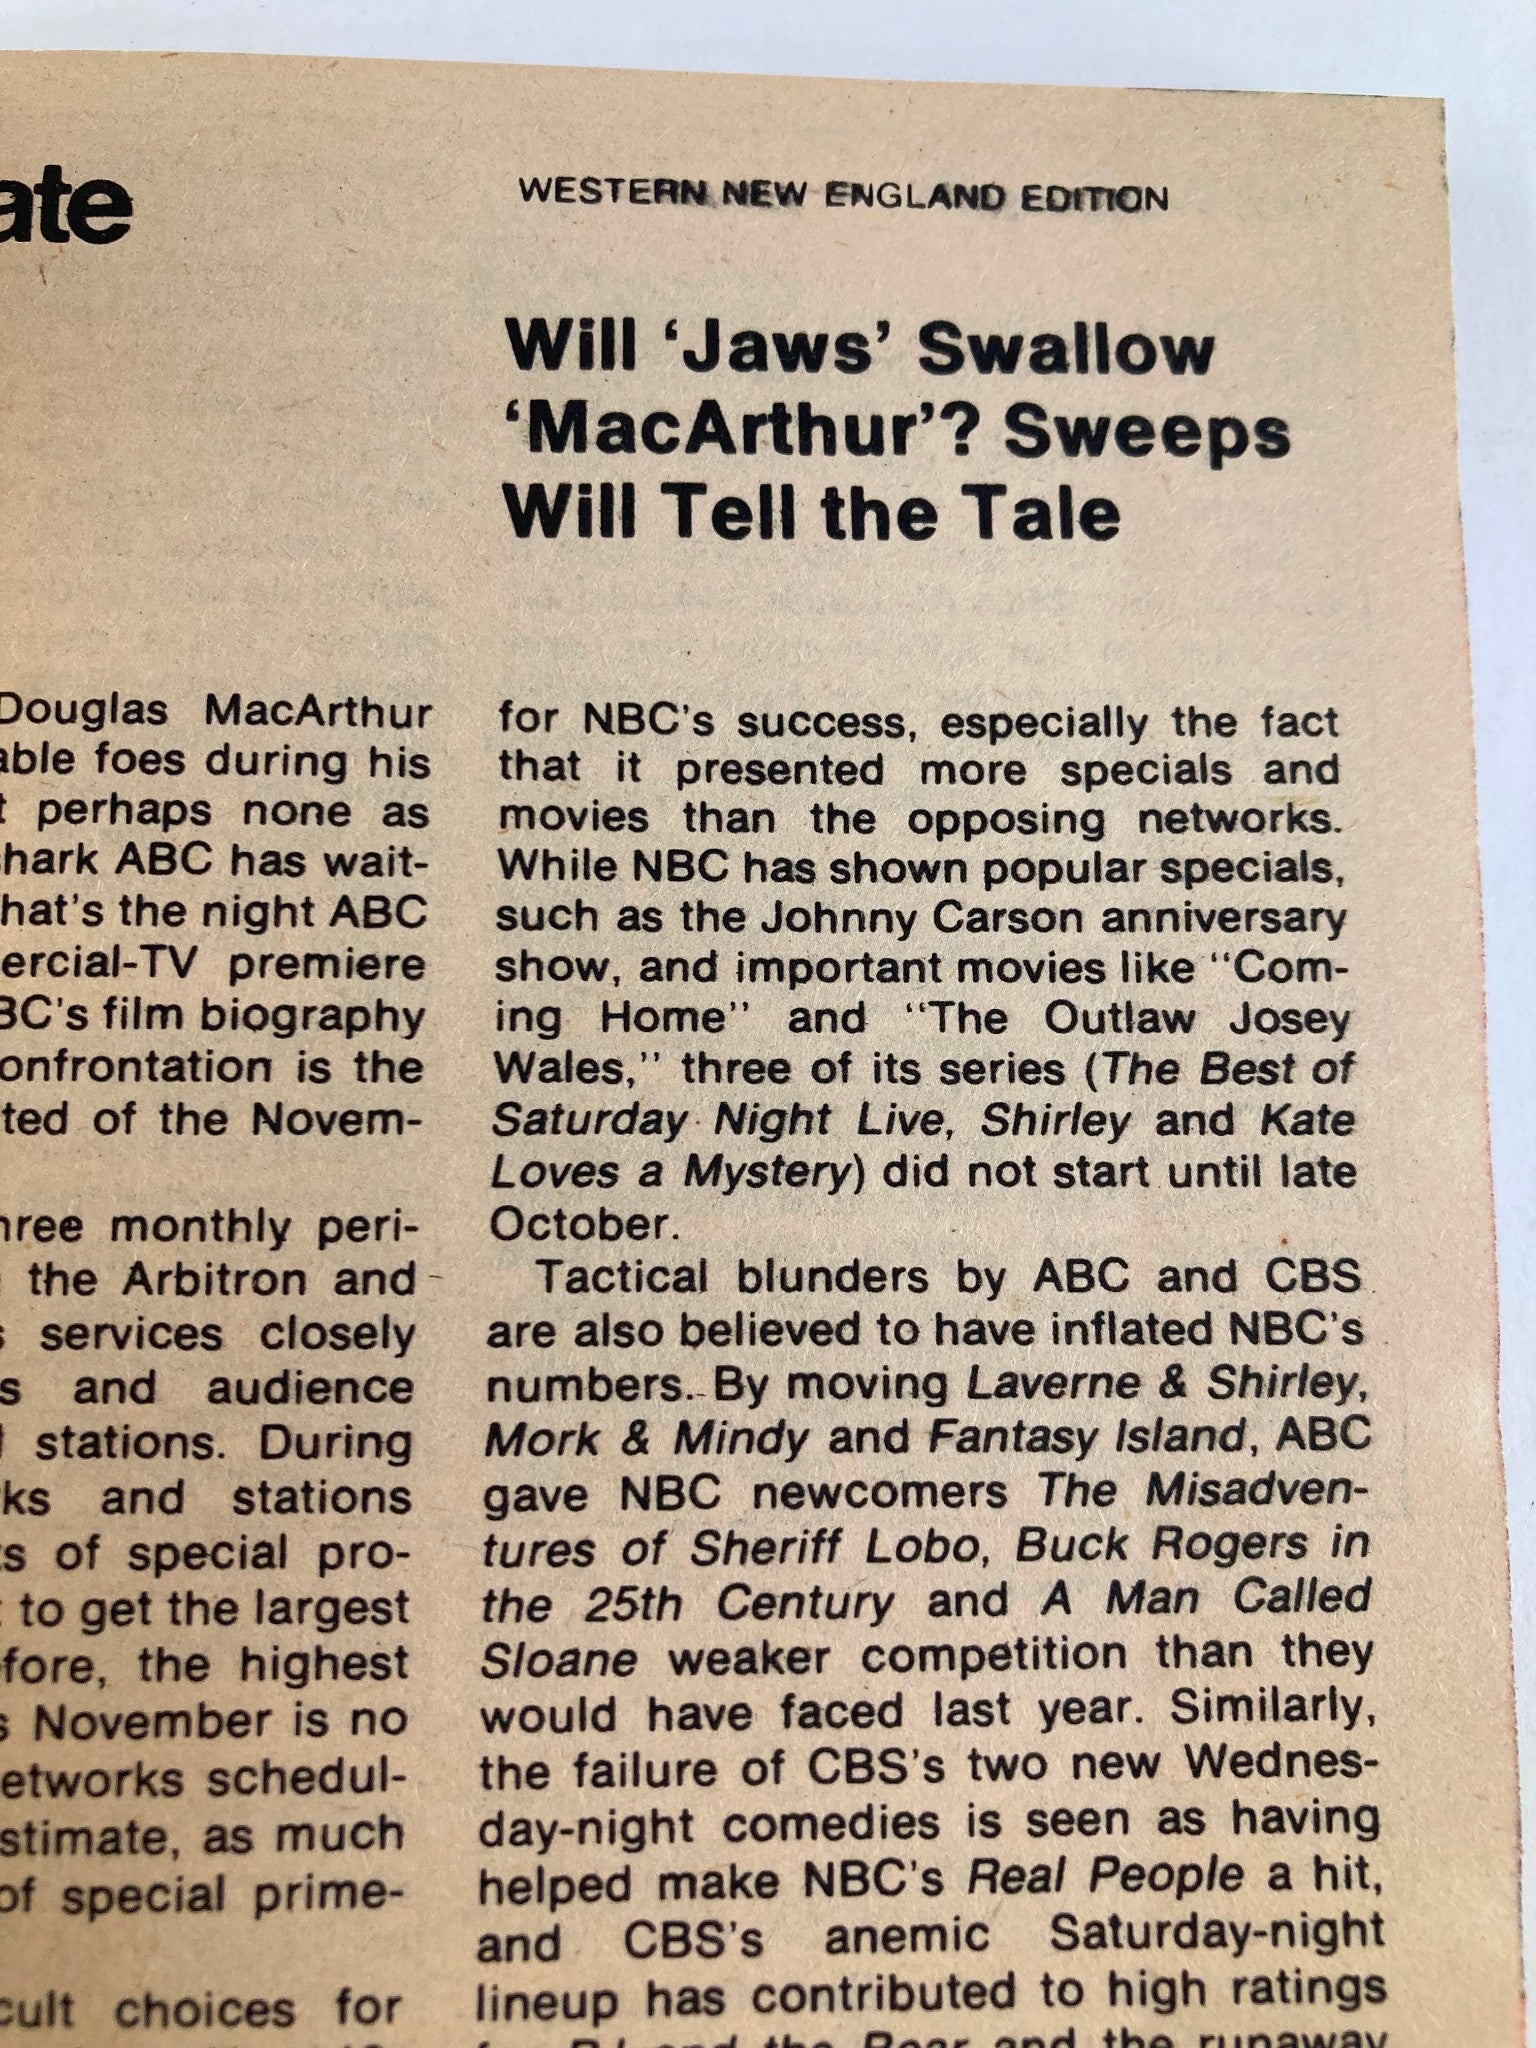 ate
WESTERN NEW ENGLAND EDITION
Will ‘Jaws’ Swallow
‘MacArthur’? Sweeps
Will Tell the Tale
Douglas MacArthur
able foes during his
t perhaps none as
hark ABC has wait-
hat's the night ABC
ercial-TV premiere
BC's film biography
onfrontation is the
ted of the Novem-
hree monthly peri-
the Arbitron and
s services closely
s and audience
l stations. During
ks and stations
ts of special pro-
t to get the largest
fore, the highest
s November is no
etworks schedul-
stimate, as much
of special prime-
cult choices for
for NBC's success, especially the fact
that it presented more specials and
movies than the opposing networks.
While NBC has shown popular specials,
such as the Johnny Carson anniversary
show, and important movies like “Com-
ing Home” and “The Outlaw Josey
Wales,” three of its series (The Best of
Saturday Night Live, Shirley and Kate
Loves a Mystery) did not start until late
October.
Tactical blunders by ABC and CBS
are also believed to have inflated NBC's
numbers. By moving Laverne & Shirley,
Mork & Mindy and Fantasy Island, ABC
gave NBC newcomers The Misadven-
tures of Sheriff Lobo, Buck Rogers in
the 25th Century and A Man Called
Sloane weaker competition than they
would have faced last year. Similarly,
the failure of CBS's two new Wednes-
day-night comedies is seen as having
helped make NBC's Real People a hit,
and CBS's anemic Saturday-night
lineup has contributed to high ratings
for BJ and the Bear and the runaway